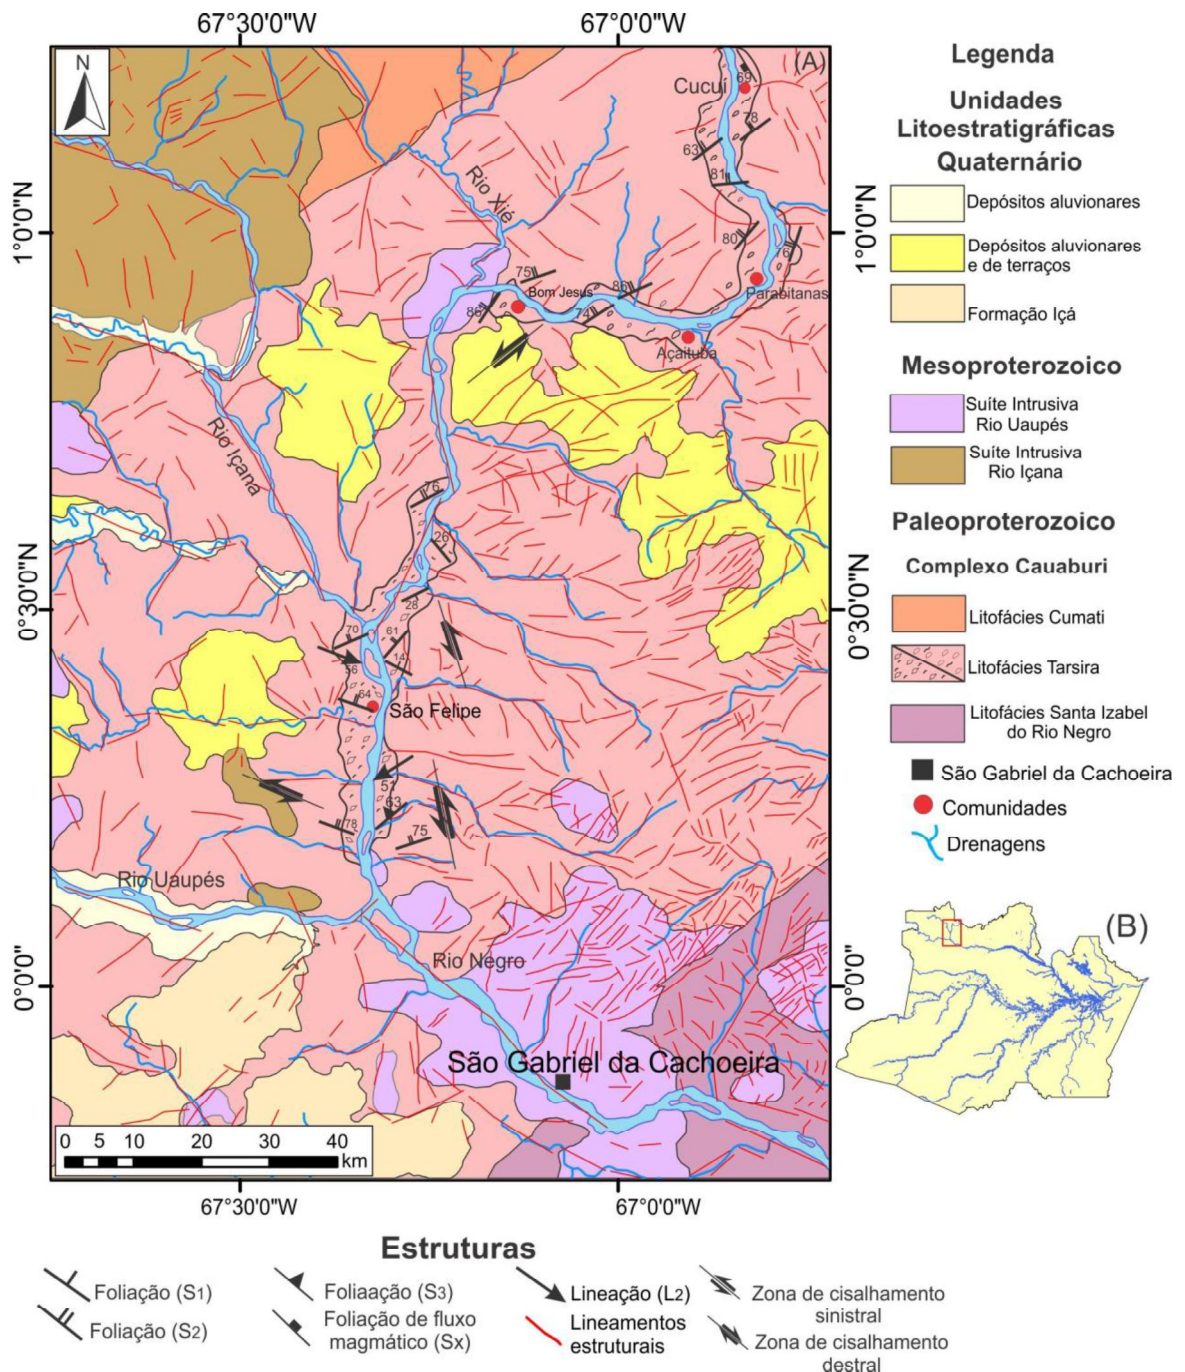 67°30'0"W
67°0'0"W
(A)
N
Cucuí
69
78
63
81
Rio Xié
1°0'0"N
1°0'0"N
80
76
75
86
Bom Jesus
Parabitanas
86
74
Açaituba
Rio Içana
76
26
0°30'0"N
0°30'0"N
28
70
61
56
14
64
São Felipe
51
63
78
75
Rio Uaupés
Rio Negro
0°0'0"
0°0'0"
São Gabriel da Cachoeira
0 5 10 20 30 40
km
67°30'0"W
67°0'0"W
Legenda
Unidades
Litoestratigráficas
Quaternário
Depósitos aluvionares
Depósitos aluvionares
e de terraços
Formação Içá
Mesoproterozoico
Suíte Intrusiva
Rio Uaupés
Suíte Intrusiva
Rio Içana
Paleoproterozoico
Complexo Cauaburi
Litofácies Cumati
Litofácies Tarsira
Litofácies Santa Izabel
do Rio Negro
São Gabriel da Cachoeira
Comunidades
Drenagens
(B)
Estruturas
Foliação (S1)
Foliação (S2)
Foliaação (S3)
Foliação de fluxo
magmático (Sx)
Lineação (L2)
Lineamentos
estruturais
Zona de cisalhamento
sinistral
Zona de cisalhamento
destral